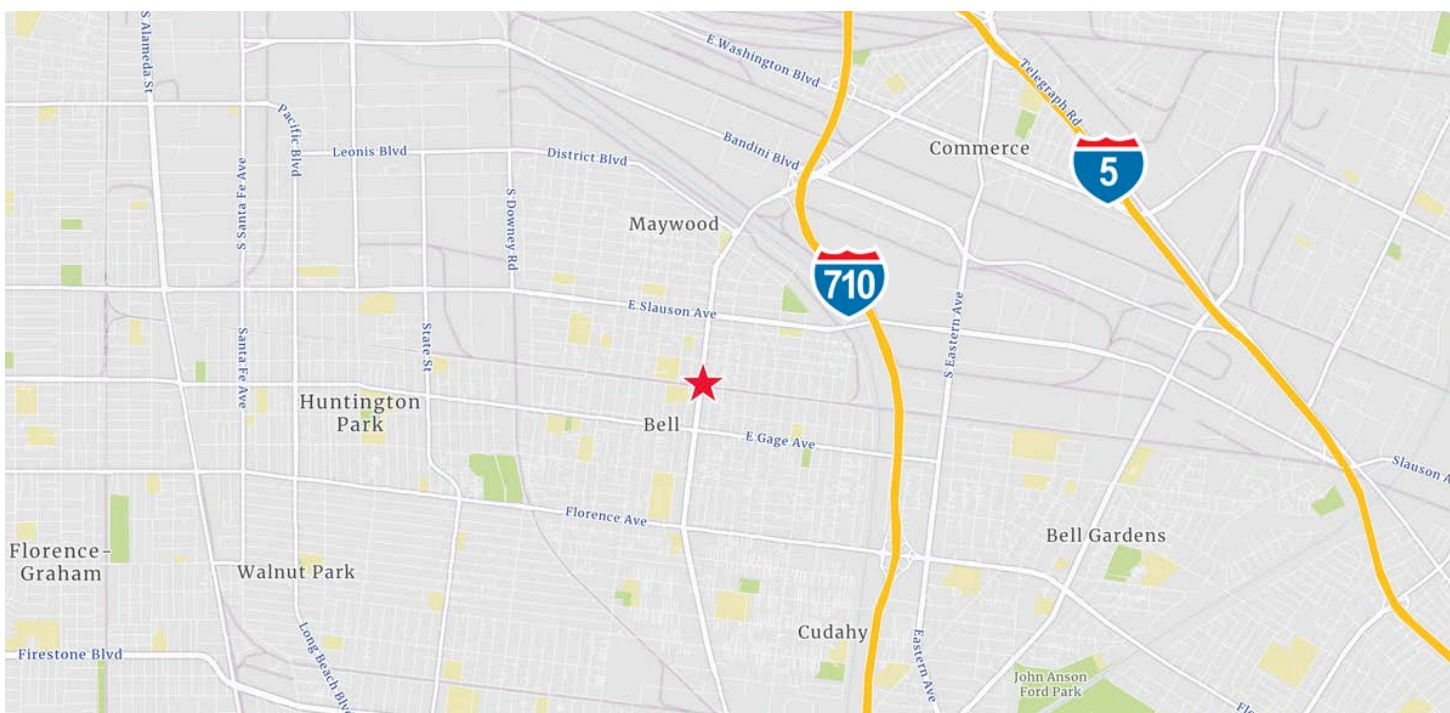 S Alameda St
E Washington Blvd
Telegraph Rd
Pacific Blvd
Leonis Blvd
District Blvd
Bandini Blvd
Commerce
5
S Santa Fe Ave
S Downey Rd
Maywood
710
E Slauson Ave
S Eastern Ave
Santa Fe Ave
State St
Huntington
Park
Bell
E Gage Ave
Slauson A
Florence Ave
Bell Gardens
Florence-
Graham
Walnut Park
Cudahy
Long Beach Blvd
Eastern Ave
Firestone Blvd
John Anson
Ford Park
Flo